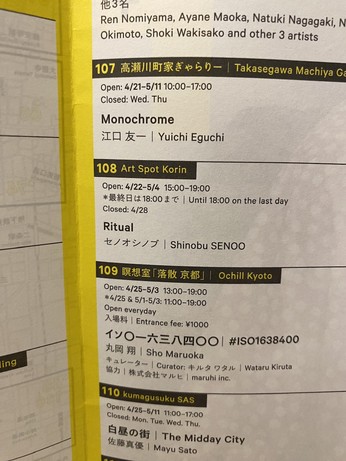 他3名
Ren Nomiyama, Ayane Maoka, Natuki Nagagaki, N
Okimoto, Shoki Wakisako and other 3 artists
107 高瀬川町家ぎゃらりー｜Takasegawa Machiya Ga
Open: 4/21–5/11 10:00–17:00
Closed: Wed. Thu
Monochrome
江口 友一｜Yuichi Eguchi
108 Art Spot Korin
Open: 4/22–5/4 15:00–19:00
*最終日は18:00まで｜Until 18:00 on the last day
Closed: 4/28
Ritual
セノオシノブ｜Shinobu SENOO
109 瞑想室「落散 京都」｜Ochill Kyoto
Open: 4/25–5/3 13:00–19:00
*4/25 & 5/1-5/3: 11:00–19:00
Open everyday
入場料｜Entrance fee: ¥1000
イソ〇一六三八四〇〇｜#ISO1638400
丸岡 翔｜Sho Maruoka
キュレーター｜Curator: キルタ ワタル｜Wataru Kiruta
協力｜株式会社マルヒ｜maruhi inc.
ling
110 kumagusuku SAS
Open: 4/25-5/11 11:00–17:00
Closed: Mon. Tue. Wed. Thu.
白昼の街｜The Midday City
佐藤真優｜Mayu Sato